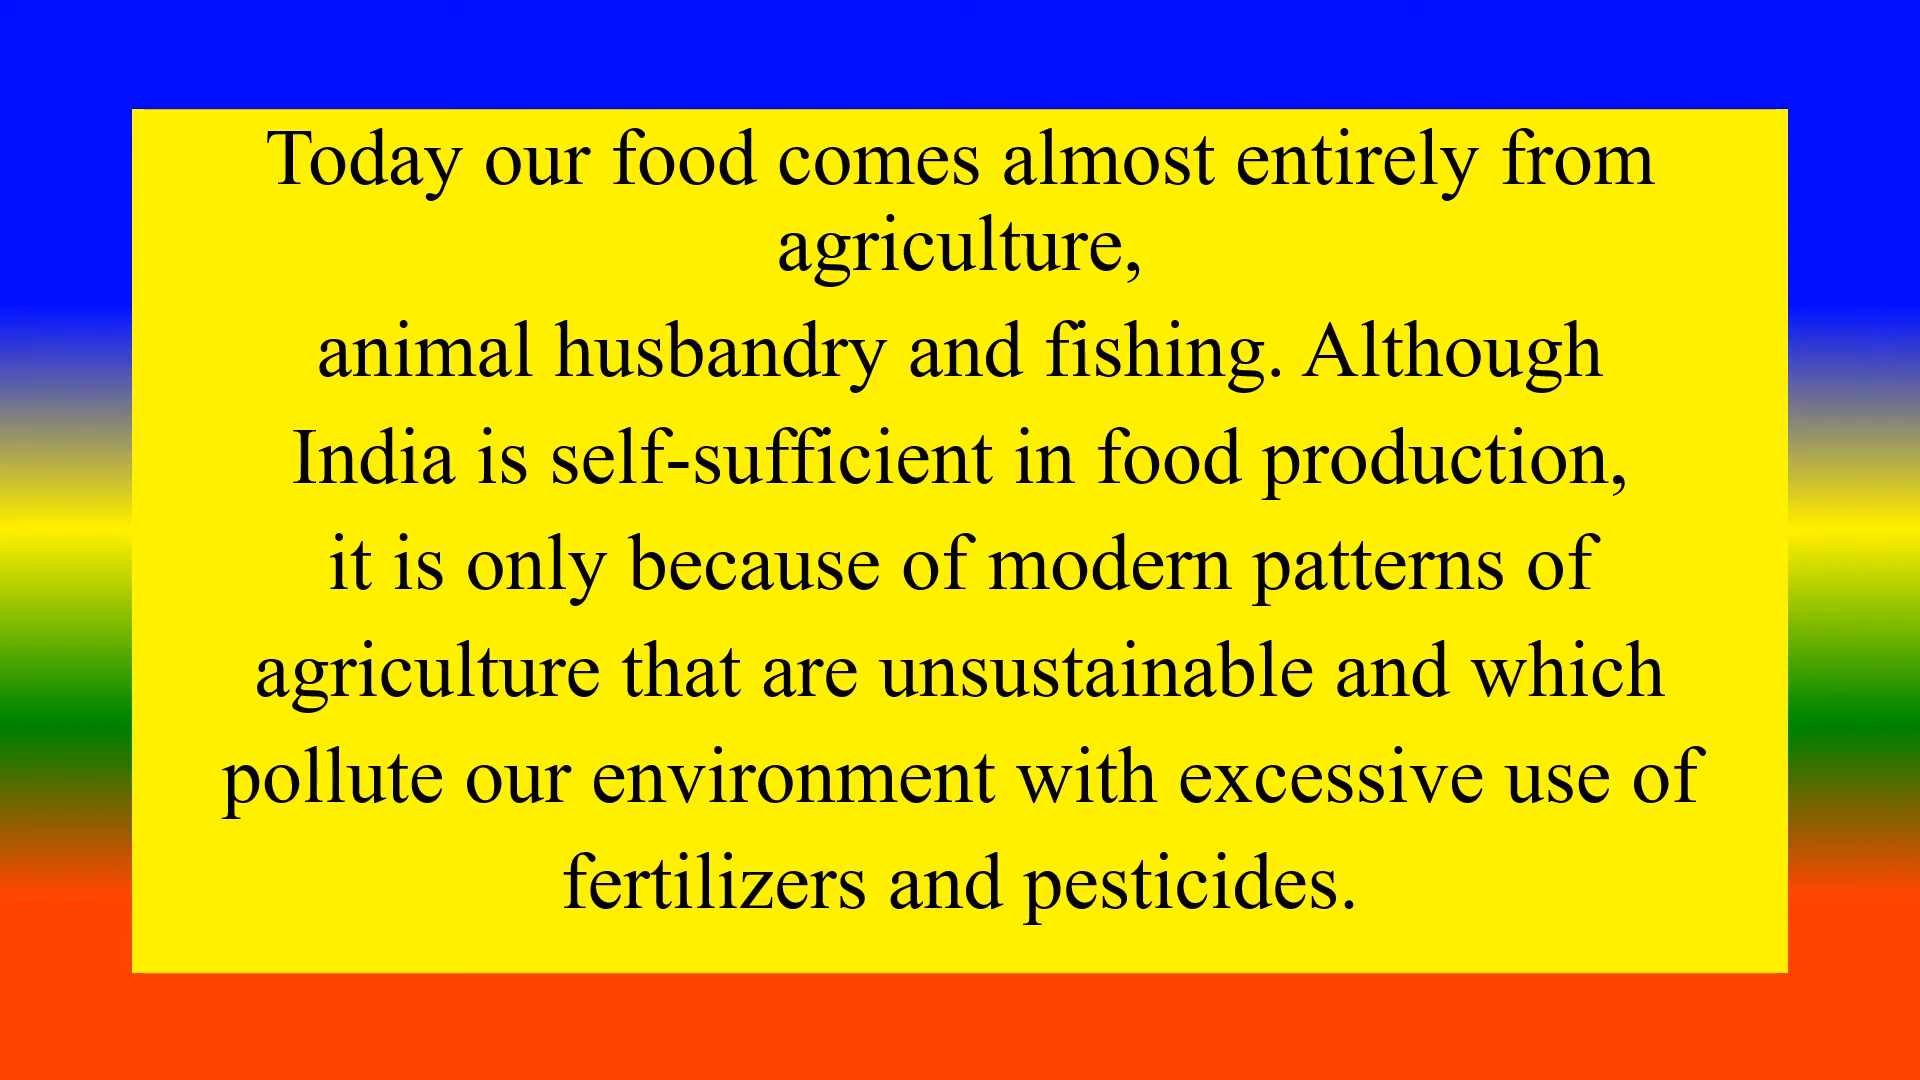 Today our food comes almost entirely from
agriculture,
animal husbandry and fishing. Although
India is self-sufficient in food production,
it is only because of modern patterns of
agriculture that are unsustainable and which
pollute our environment with excessive use of
fertilizers and pesticides.